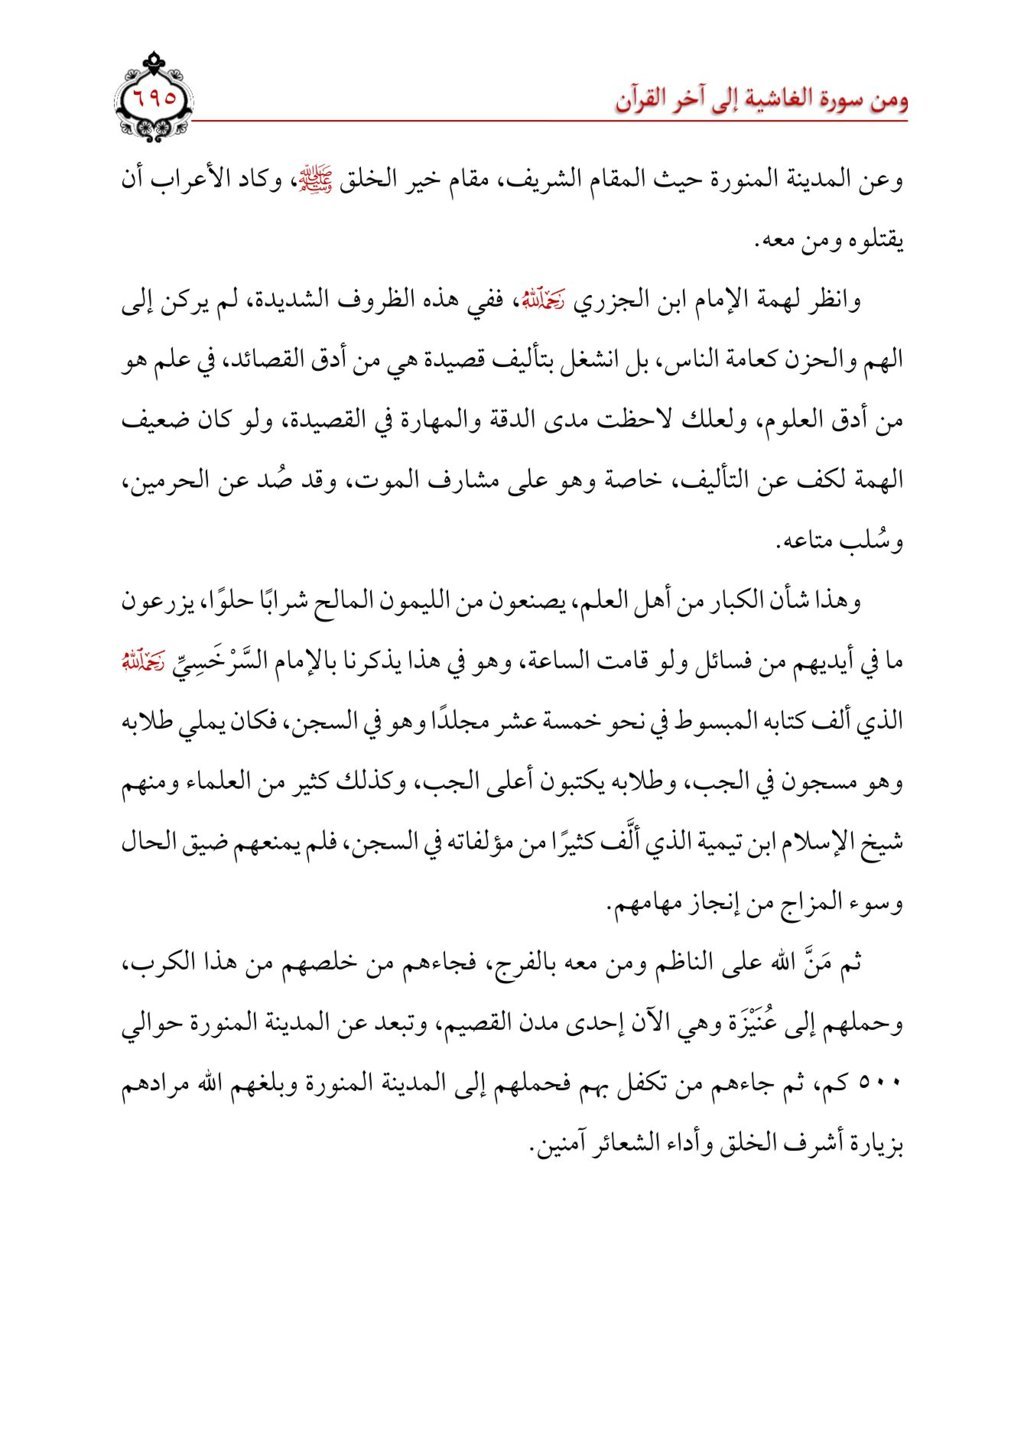 ومن سورة الغاشية إلى آخر القرآن
٦٩٥
وعن المدينة المنورة حيث المقام الشريف، مقام خير الخلق ﷺ، وكاد الأعراب أن
يقتلوه ومن معه.
وانظر لهمة الإمام ابن الجزري رَحِمَهُ ٱللَّهُ، ففي هذه الظروف الشديدة، لم يركن إلى
الهم والحزن كعامة الناس، بل انشغل بتأليف قصيدة هي من أدق القصائد، في علم هو
من أدق العلوم، ولعلك لاحظت مدى الدقة والمهارة في القصيدة، ولو كان ضعيف
الهمة لكف عن التأليف، خاصة وهو على مشارف الموت، وقد صُد عن الحرمين،
وسُلب متاعه.
وهذا شأن الكبار من أهل العلم، يصنعون من الليمون المالح شرابًا حلوًا، يزرعون
ما في أيديهم من فسائل ولو قامت الساعة، وهو في هذا يذكرنا بالإمام السَّرْخَسِيِّ رَحِمَهُ ٱللَّهُ
الذي ألف كتابه المبسوط في نحو خمسة عشر مجلدًا وهو في السجن، فكان يملي طلابه
وهو مسجون في الجب، وطلابه يكتبون أعلى الجب، وكذلك كثير من العلماء ومنهم
شيخ الإسلام ابن تيمية الذي ألَّف كثيرًا من مؤلفاته في السجن، فلم يمنعهم ضيق الحال
وسوء المزاج من إنجاز مهامهم.
ثم مَنَّ الله على الناظم ومن معه بالفرج، فجاءهم من خلصهم من هذا الكرب،
وحملهم إلى عُنَيْزَة وهي الآن إحدى مدن القصيم، وتبعد عن المدينة المنورة حوالي
٥٠٠ كم، ثم جاءهم من تكفل بهم فحملهم إلى المدينة المنورة وبلغهم الله مرادهم
بزيارة أشرف الخلق وأداء الشعائر آمنين.